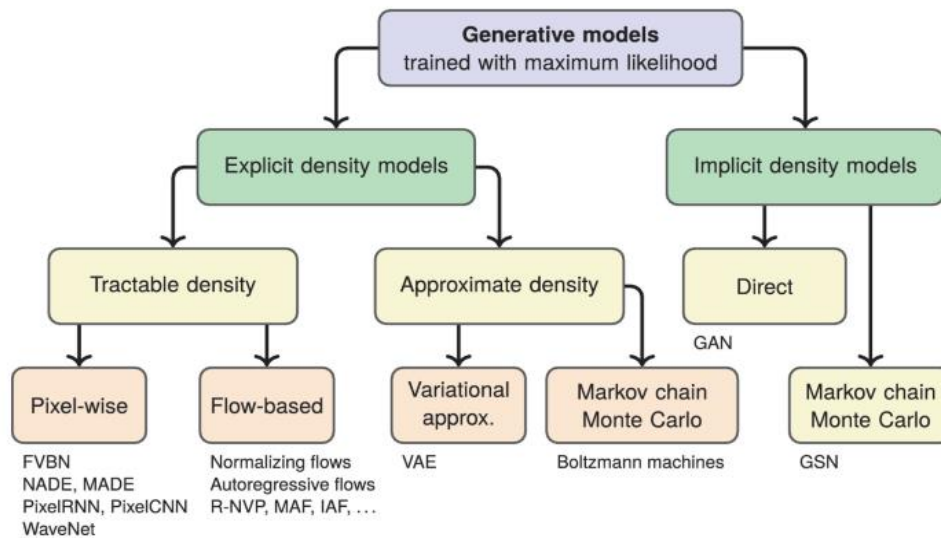 Generative models
trained with maximum likelihood
Explicit density models
Implicit density models
Tractable density
Approximate density
Direct
GAN
Pixel-wise
Flow-based
Variational
approx.
Markov chain
Monte Carlo
Markov chain
Monte Carlo
FVBN
NADE, MADE
PixelRNN, PixelCNN
WaveNet
Normalizing flows
Autoregressive flows
R-NVP, MAF, IAF, ...
VAE
Boltzmann machines
GSN